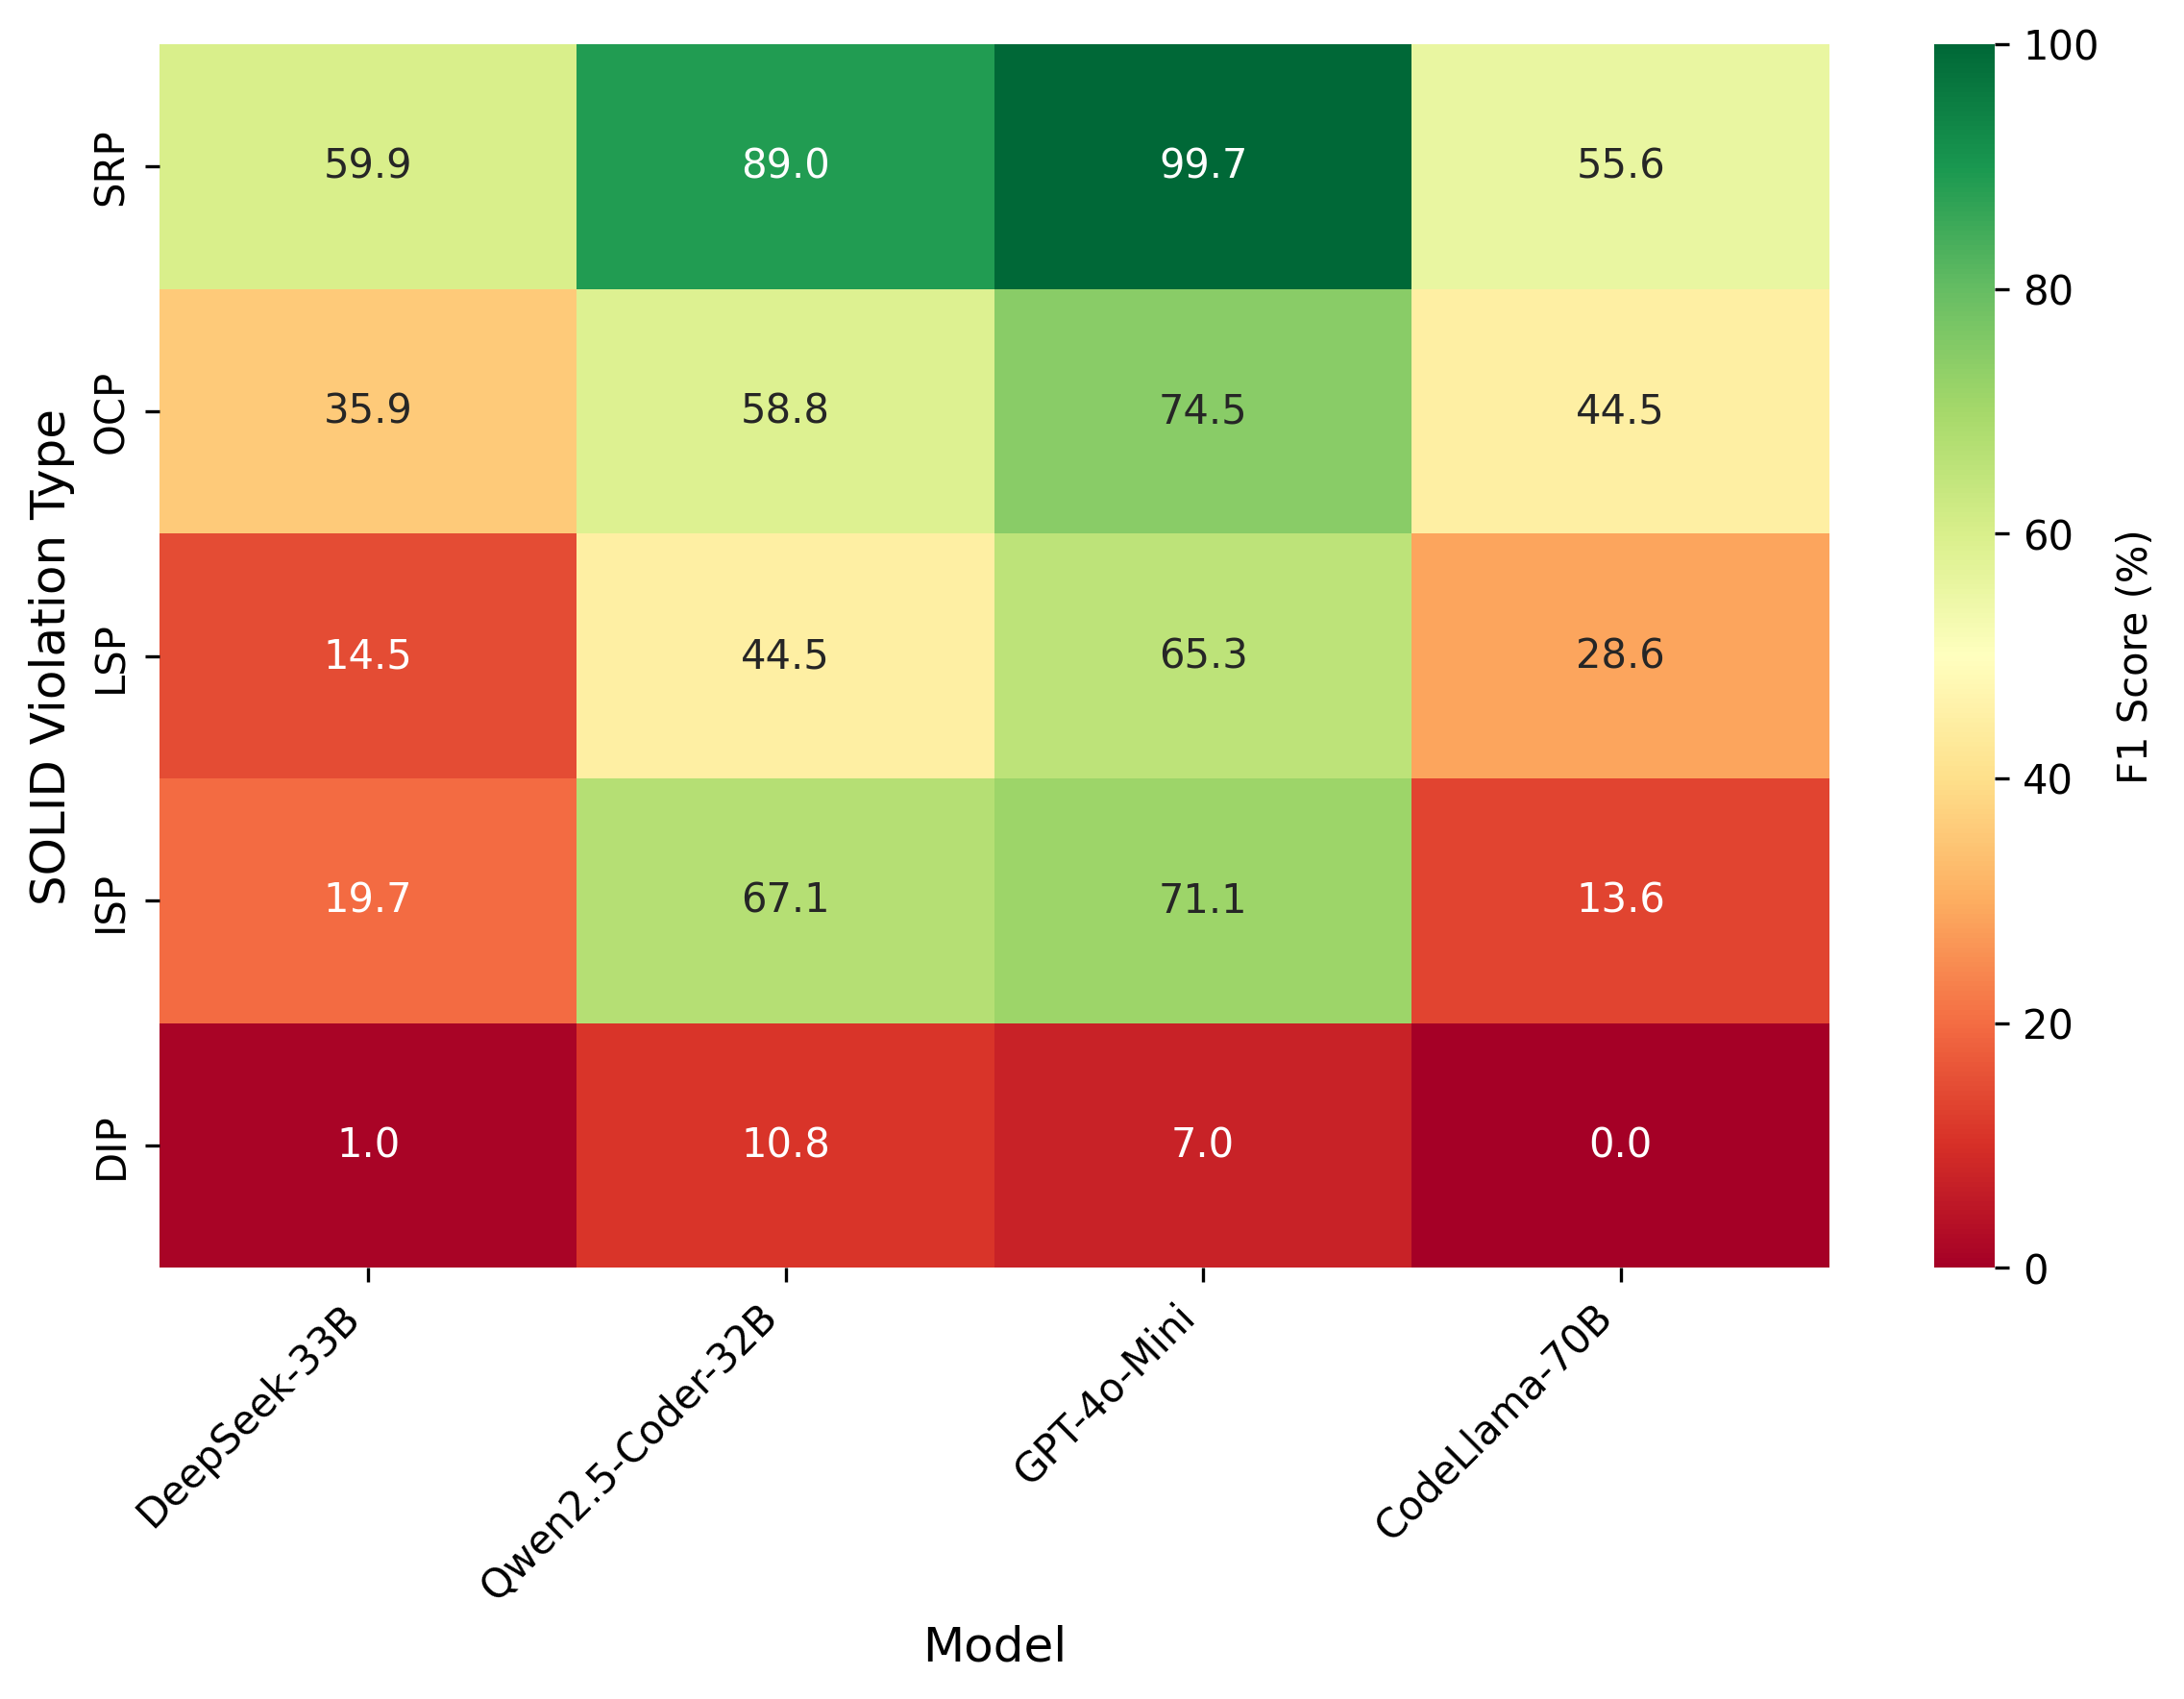 SOLID Violation Type
SRP
59.9 89.0 99.7 55.6
OCP
35.9 58.8 74.5 44.5
LSP
14.5 44.5 65.3 28.6
ISP
19.7 67.1 71.1 13.6
DIP
1.0 10.8 7.0 0.0
DeepSeek-33B
Qwen2.5-Coder-32B
GPT-4o-Mini
CodeLlama-70B
Model
100
80
60
40
20
0
F1 Score (%)